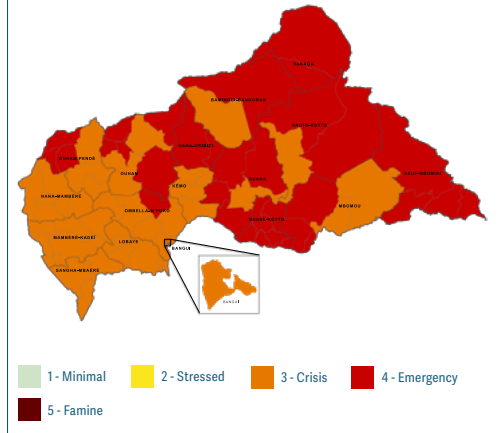 VAKAGA
BAMINGUI-BANGORAN
HAUTE-KOTTO
NANA-GRÉBIZI
OUHAM-PENDÉ
OUHAM
OUAKA
HAUT-MBOMOU
KÉMO
NANA-MAMBÉRÉ
MBOMOU
OMBELLA-M'POKO
BASSE-KOTTO
MAMBÉRÉ-KADÉÏ
LOBAYE
BANGUI
SANGHA-MBAÉRÉ
BANGUI
1 - Minimal
2 - Stressed
3 - Crisis
4 - Emergency
5 - Famine